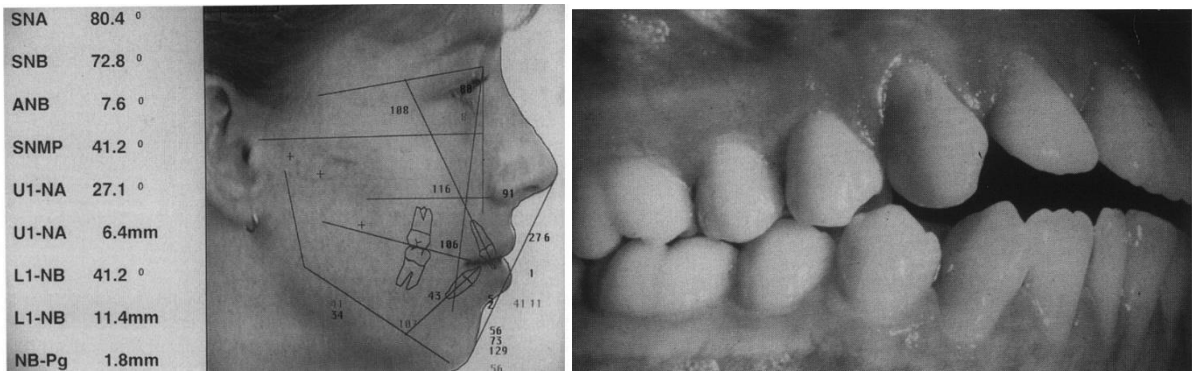 SNA 80.4 °
SNB 72.8 °
ANB 7.6 °
SNMP 41.2 °
U1-NA 27.1 °
U1-NA 6.4mm
L1-NB 41.2 °
L1-NB 11.4mm
NB-Pg 1.8mm
108
116
91
106
276
1
43
41 11
34
56
73
129
56